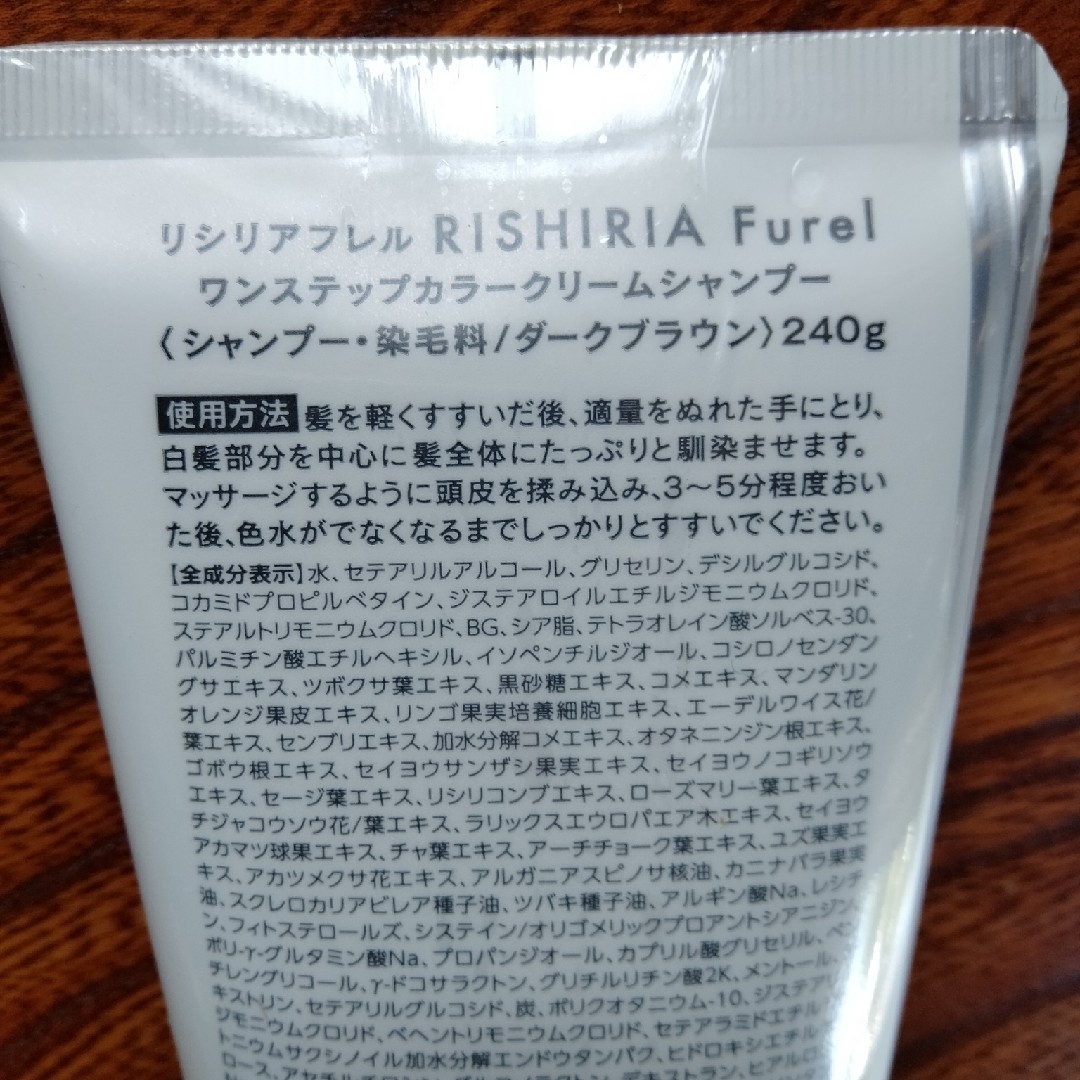 リシリアフレル RISHIRIA Furel
ワンステップカラークリームシャンプー
〈シャンプー・染毛料/ダークブラウン〉240g
使用方法 髪を軽くすすいだ後、適量をぬれた手にとり、
白髪部分を中心に髪全体にたっぷりと馴染ませます。
マッサージするように頭皮を揉み込み、3〜5分程度おい
た後、色水がでなくなるまでしっかりとすすいでください。
【全成分表示】水、セテアリルアルコール、グリセリン、デシルグルコシド、
コカミドプロピルベタイン、ジステアロイルエチルジモニウムクロリド、
ステアルトリモニウムクロリド、BG、シア脂、テトラオレイン酸ソルベス-30、
パルミチン酸エチルヘキシル、イソペンチルジオール、コシロノセンダン
グサエキス、ツボクサ葉エキス、黒砂糖エキス、コメエキス、マンダリン
オレンジ果皮エキス、リンゴ果実培養細胞エキス、エーデルワイス花/
葉エキス、センブリエキス、加水分解コメエキス、オタネニンジン根エキス、
ゴボウ根エキス、セイヨウサンザシ果実エキス、セイヨウノコギリソウ
エキス、セージ葉エキス、リシリコンブエキス、ローズマリー葉エキス、タ
チジャコウソウ花/葉エキス、ラリックスエウロパエア木エキス、セイヨウ
アカマツ球果エキス、チャ葉エキス、アーチチョーク葉エキス、ユズ果実エ
キス、アカツメクサ花エキス、アルガニアスピノサ核油、カニナバラ果実
油、スクレロカリアビレア種子油、ツバキ種子油、アルギン酸Na、レシチ
ン、フィトステロールズ、システイン/オリゴメリックプロアントシアニジン、
ポリ-γ-グルタミン酸Na、プロパンジオール、カプリル酸グリセリル、ペン
チレングリコール、γ-ドコサラクトン、グリチルリチン酸2K、メントール、
キストリン、セテアリルグルコシド、炭、ポリクオタニウム-10、ジステアリ
ジモニウムクロリド、ベヘントリモニウムクロリド、セテアラミドエチル
トニウムサクシノイル加水分解エンドウタンパク、ヒドロキシエチル
ロース、デキストラン、ヒアルロ